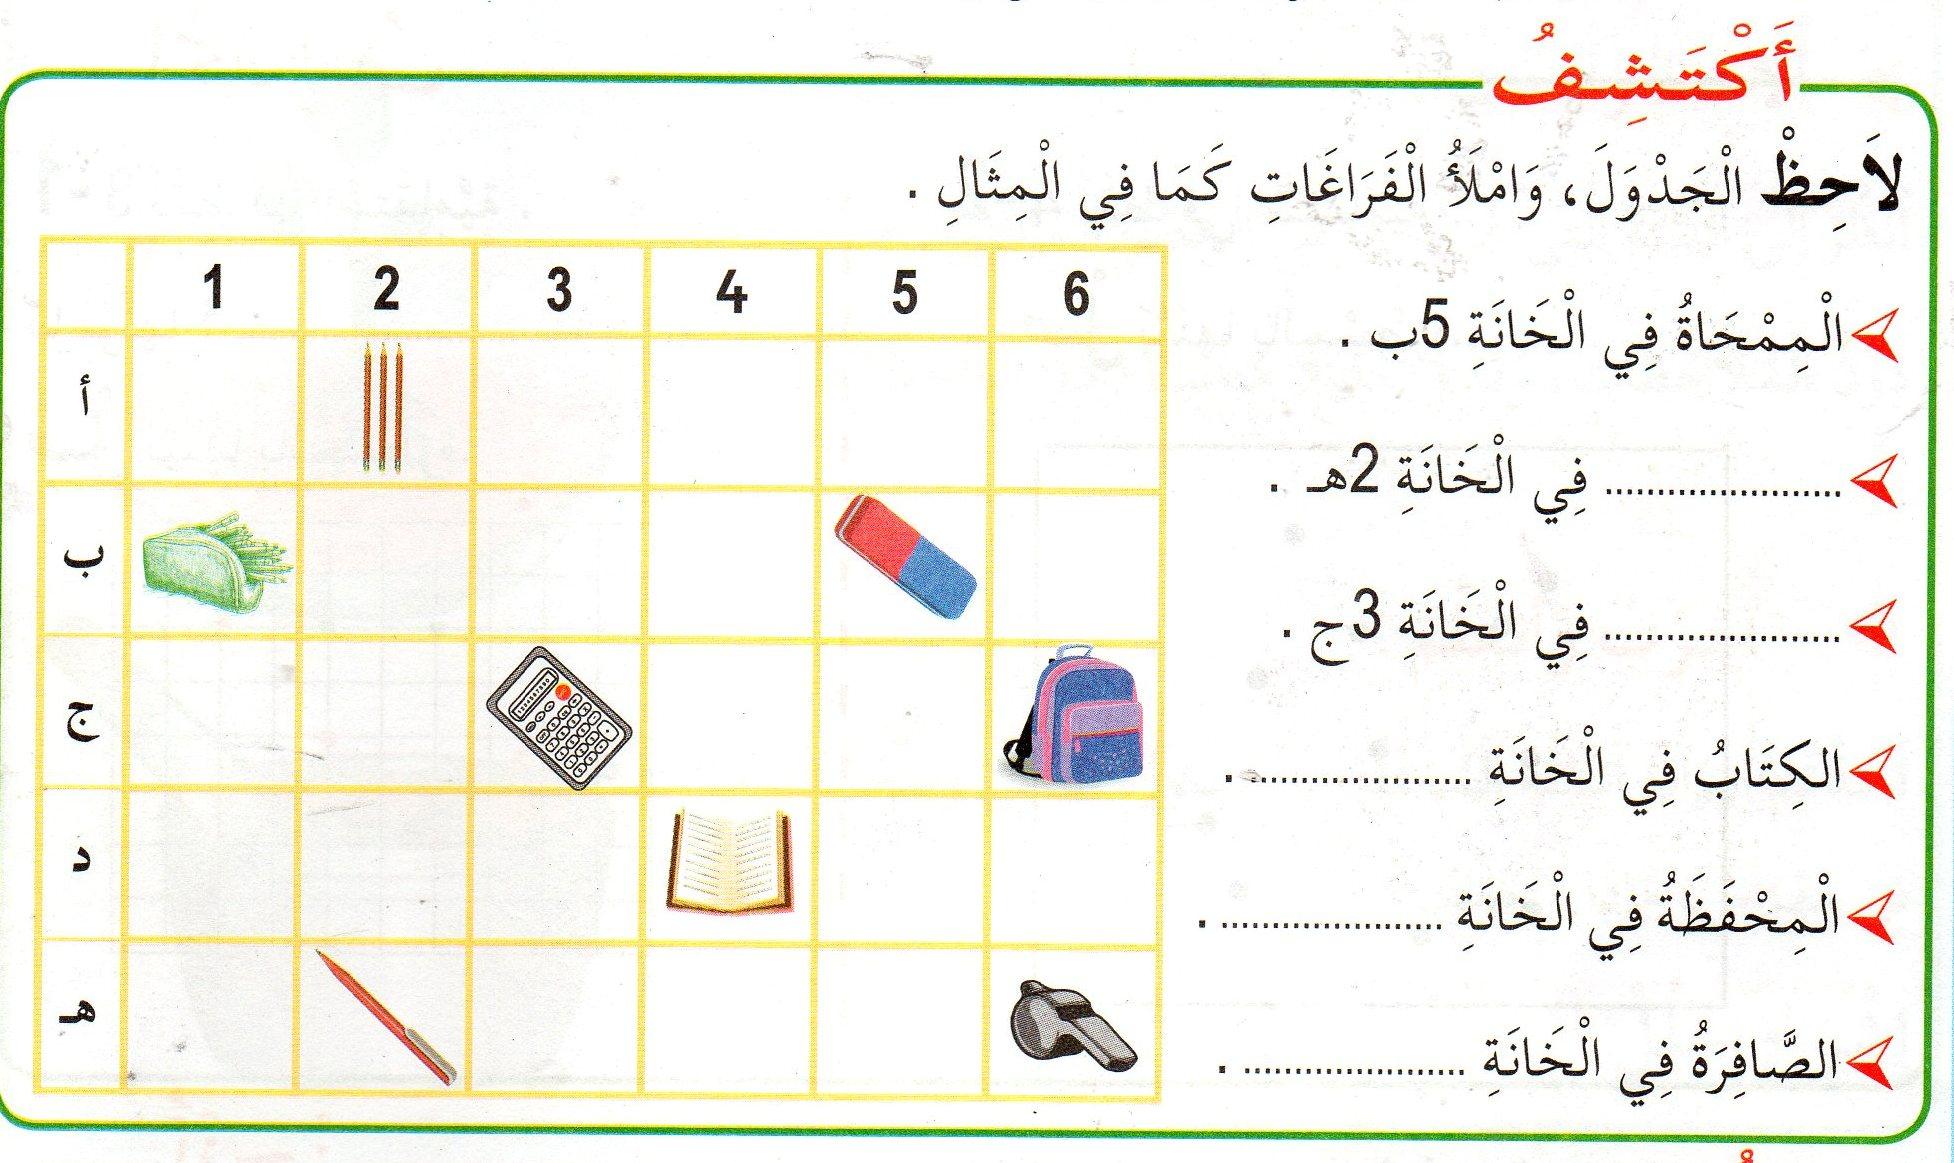 أَكْتَشِفُ
لاَحِظْ الْجَدْوَلَ، وَامْلَأْ الْفَرَاغَاتِ كَمَا فِي الْمِثَالِ .
1 2 3 4 5 6
أ
ب
ج
د
هـ
الْمِمْحَاةُ فِي الْخَانَةِ 5ب .
...................... فِي الْخَانَةِ 2هـ .
...................... فِي الْخَانَةِ 3ج .
الكِتَابُ فِي الْخَانَةِ ...................... .
الْمِحْفَظَةُ فِي الْخَانَةِ ...................... .
الصَّافِرَةُ فِي الْخَانَةِ ...................... .